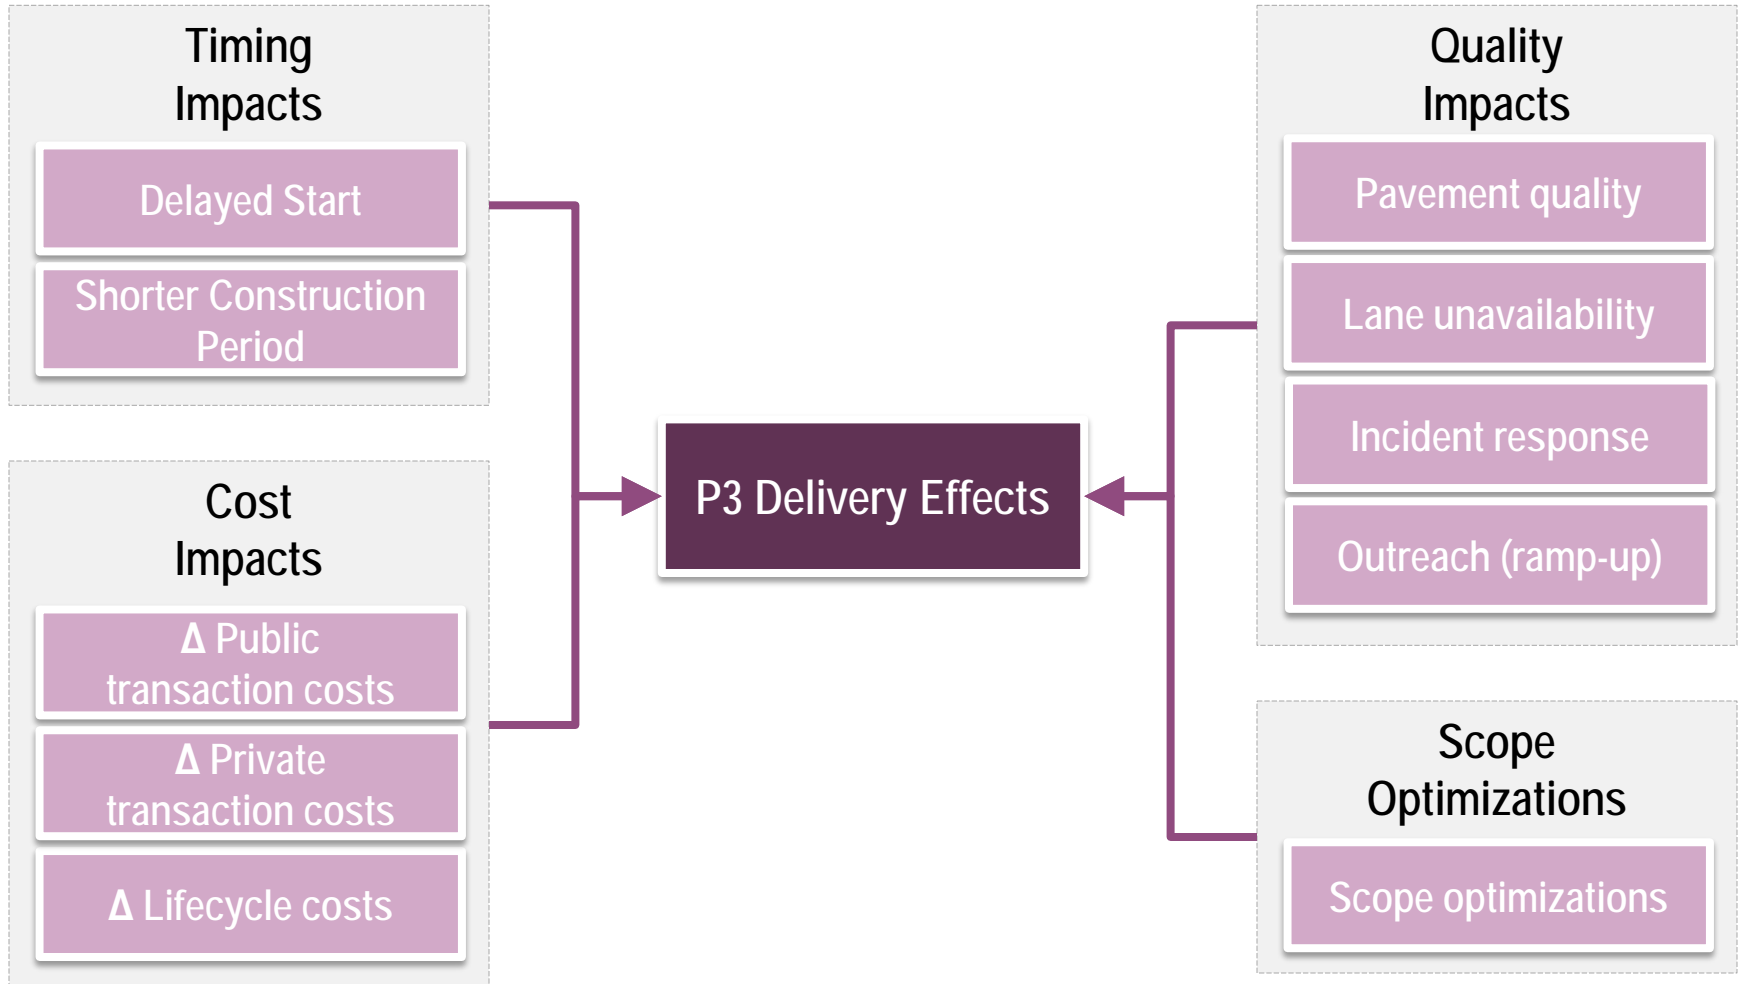 Timing
Impacts
Delayed Start
Shorter Construction
Period
Cost
Impacts
Δ Public
transaction costs
Δ Private
transaction costs
Δ Lifecycle costs
P3 Delivery Effects
Quality
Impacts
Pavement quality
Lane unavailability
Incident response
Outreach (ramp-up)
Scope
Optimizations
Scope optimizations